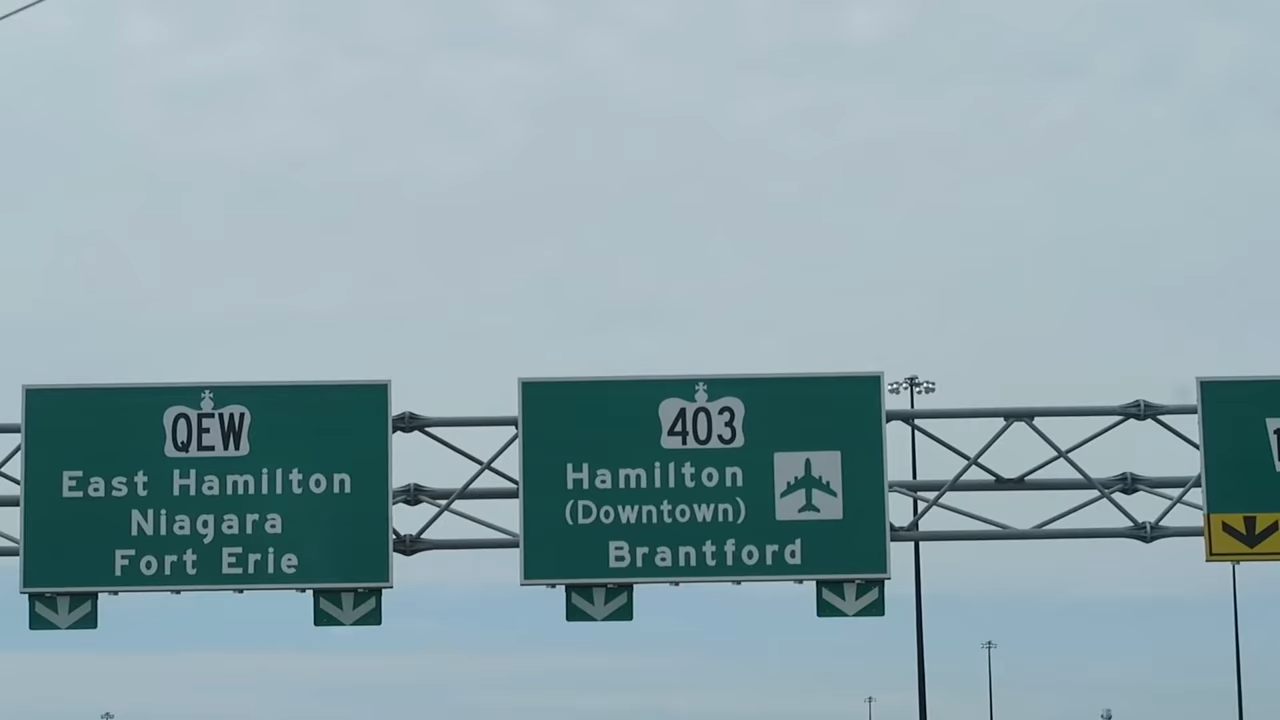 QEW
East Hamilton
Niagara
Fort Erie
403
Hamilton
(Downtown)
Brantford